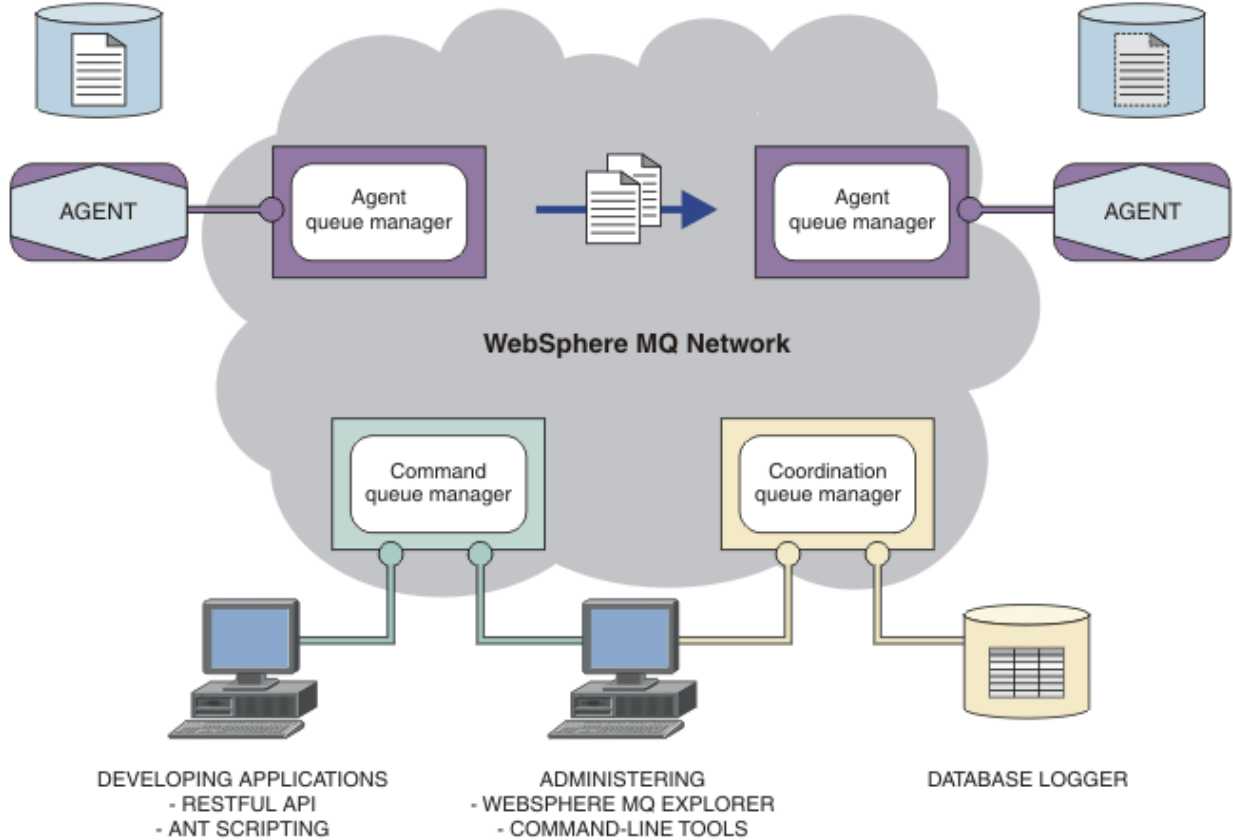 AGENT
Agent
queue manager
Agent
queue manager
AGENT
WebSphere MQ Network
Command
queue manager
Coordination
queue manager
DEVELOPING APPLICATIONS
- RESTFUL API
- ANT SCRIPTING
ADMINISTERING
- WEBSPHERE MQ EXPLORER
- COMMAND-LINE TOOLS
DATABASE LOGGER